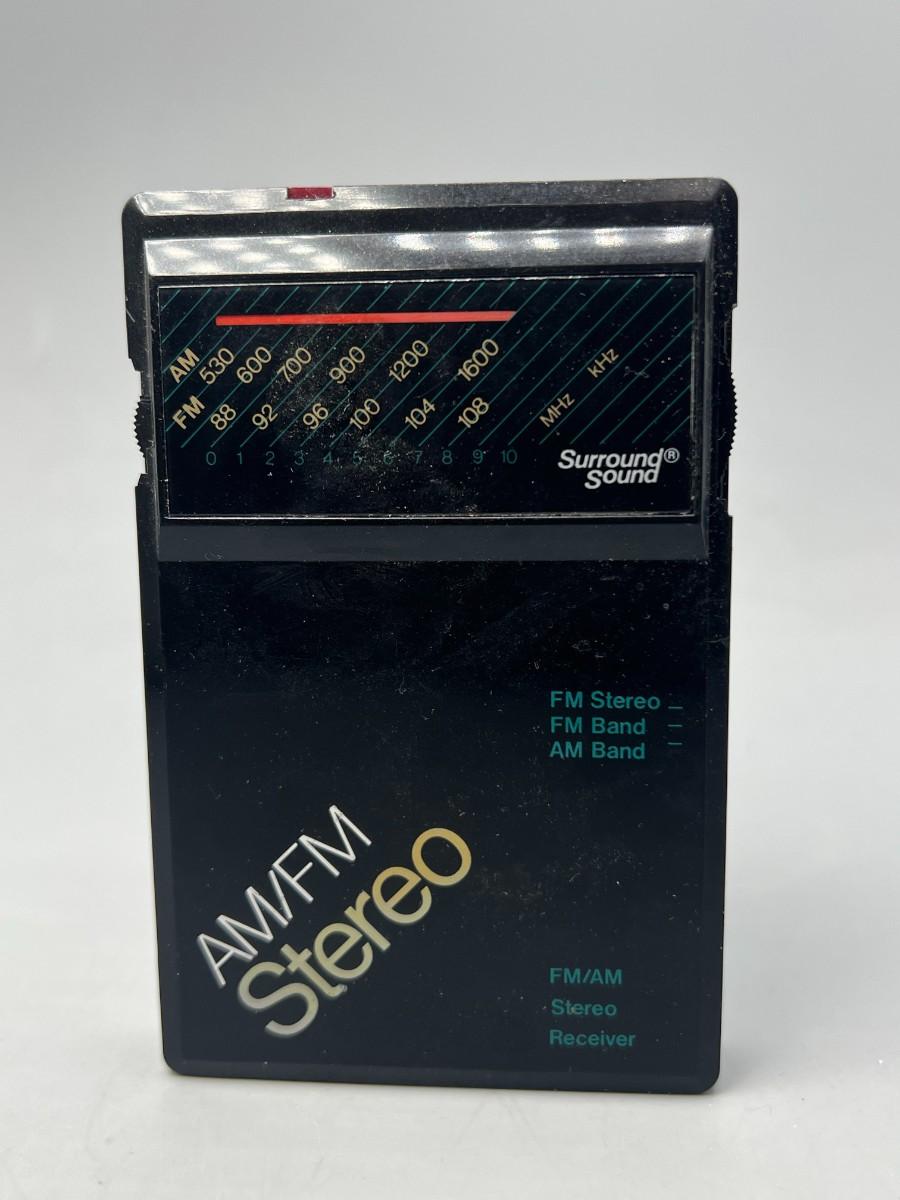 AM 530 600 700 900 1200 1600 kHz
FM 88 92 96 100 104 108 MHz
0 1 2 3 4 5 6 7 8 9 10
Surround®
Sound
FM Stereo
FM Band
AM Band
AM/FM
Stereo
FM/AM
Stereo
Receiver